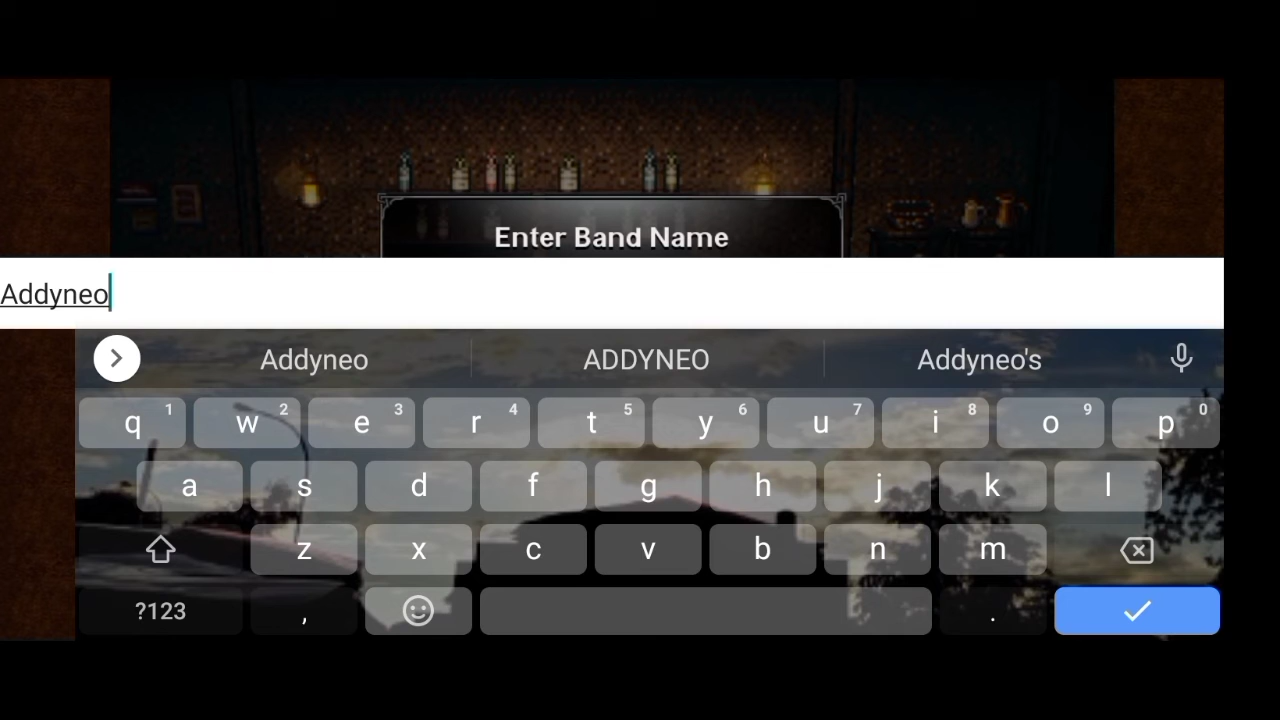 Enter Band Name
Addyneo
Addyneo ADDYNEO Addyneo's
q 1 w 2 e 3 r 4 t 5 y 6 u 7 i 8 o 9 p 0
a s d f g h j k l
z x c v b n m
?123 , .